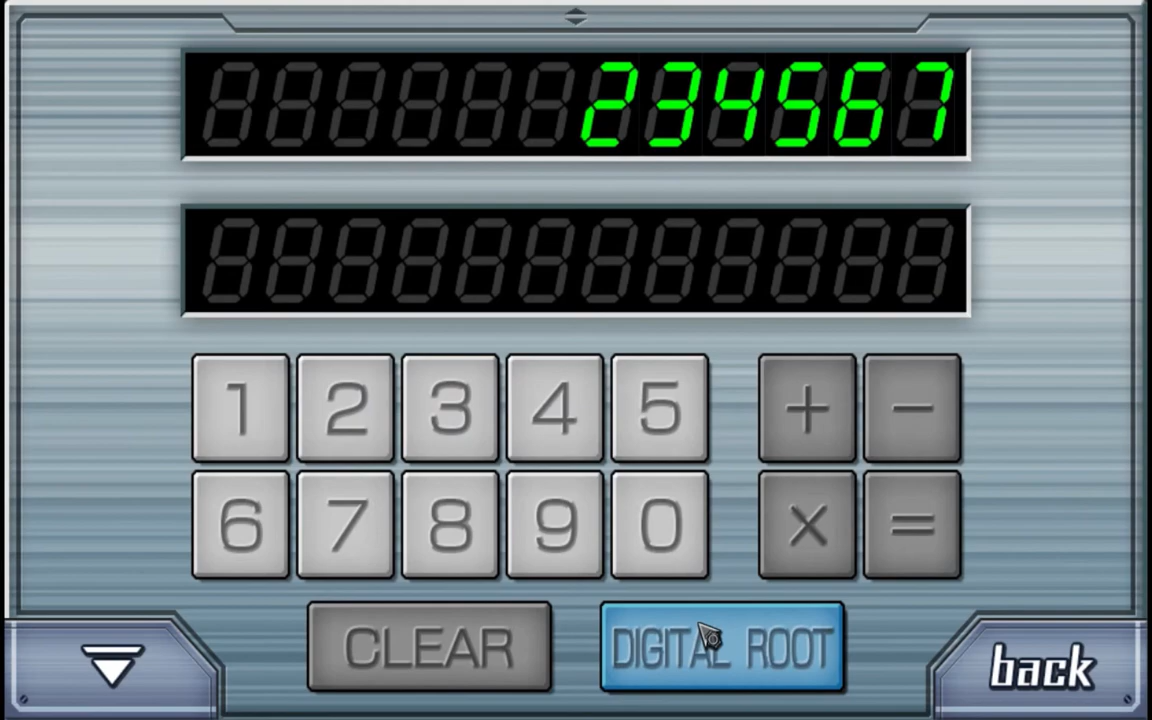 234567
1 2 3 4 5 + −
6 7 8 9 0 × =
CLEAR DIGITAL ROOT
back